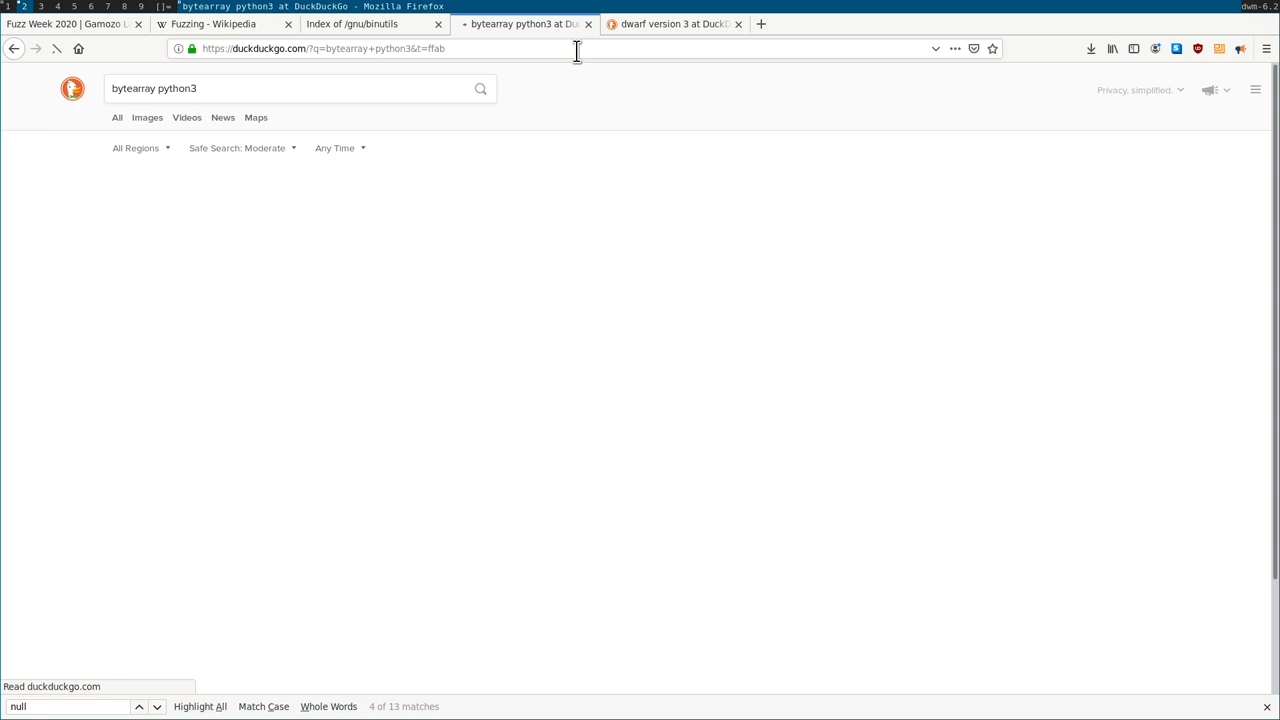 1 2 3 4 5 6 7 8 9 []= bytearray python3 at DuckDuckGo - Mozilla Firefox dwm-6.2
Fuzz Week 2020 | Gamozo L Fuzzing - Wikipedia Index of /gnu/binutils bytearray python3 at Duc dwarf version 3 at DuckD
https://duckduckgo.com/?q=bytearray+python3&t=ffab
bytearray python3
Privacy, simplified.
All Images Videos News Maps
All Regions Safe Search: Moderate Any Time
Read duckduckgo.com
null Highlight All Match Case Whole Words 4 of 13 matches